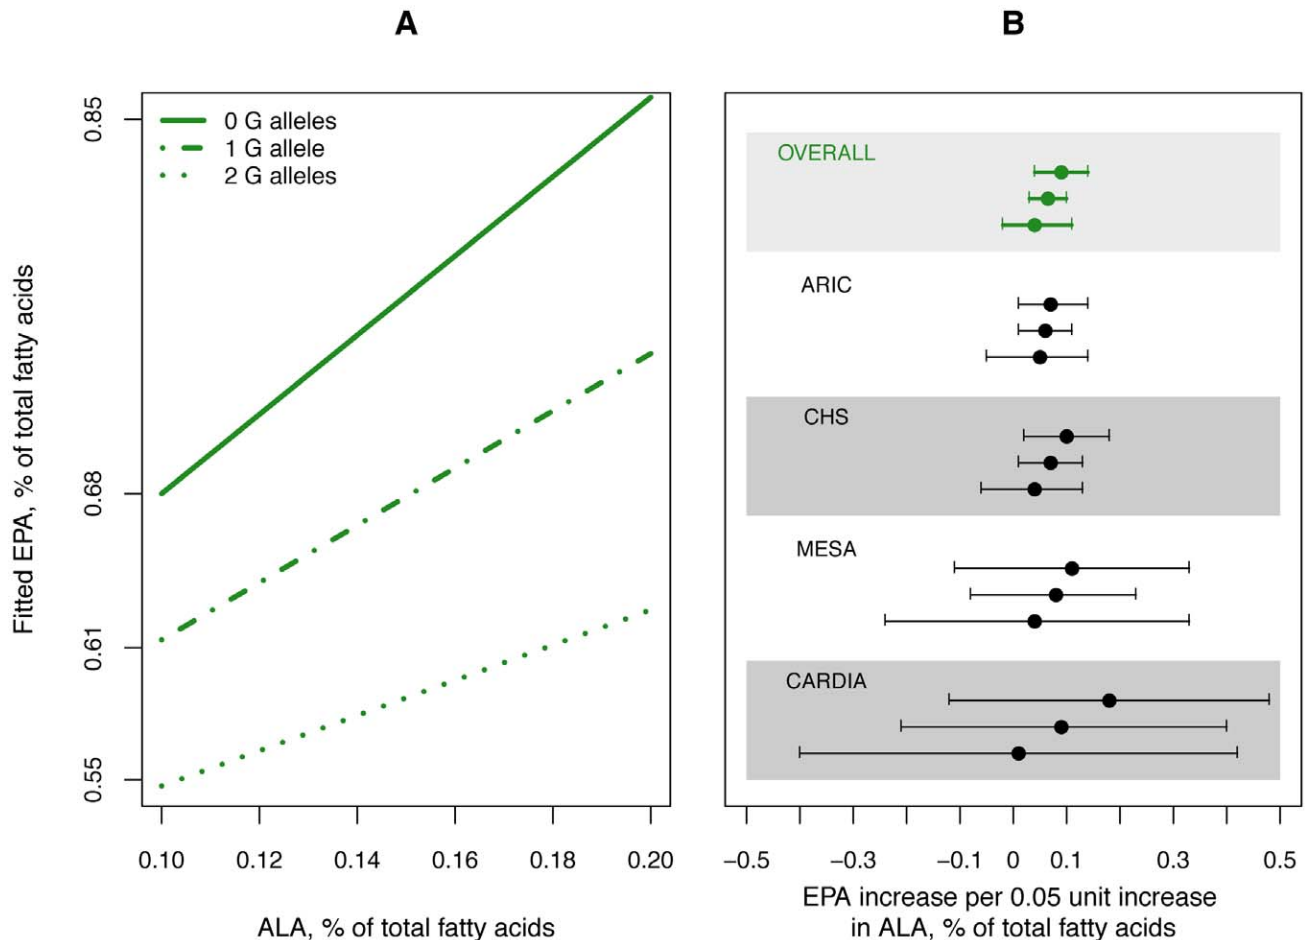 A
B
0 G alleles
1 G allele
2 G alleles
0.85
0.68
0.61
0.55
Fitted EPA, % of total fatty acids
0.10 0.12 0.14 0.16 0.18 0.20
ALA, % of total fatty acids
OVERALL
ARIC
CHS
MESA
CARDIA
−0.5 −0.3 −0.1 0 0.1 0.3 0.5
EPA increase per 0.05 unit increase
in ALA, % of total fatty acids